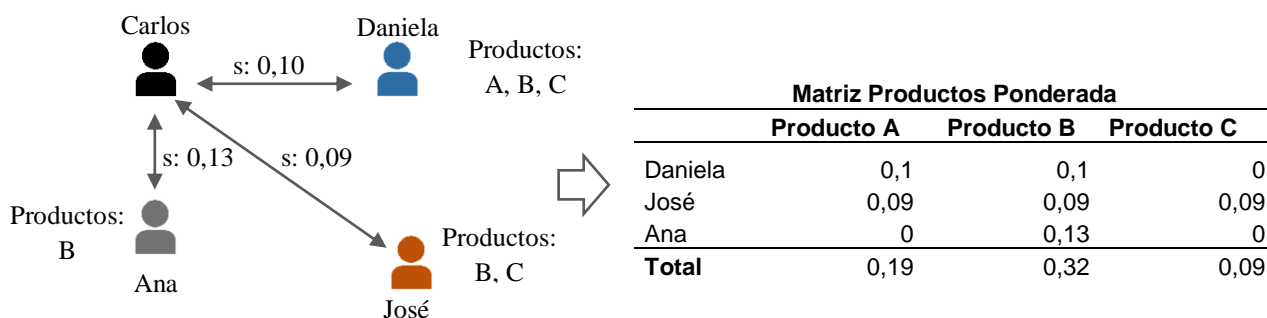 Carlos
Daniela
Productos:
A, B, C
s: 0,10
s: 0,13
s: 0,09
Productos:
B
Ana
Productos:
B, C
José
Matriz Productos Ponderada
Producto A Producto B Producto C
Daniela 0,1 0,1 0
José 0,09 0,09 0,09
Ana 0 0,13 0
Total 0,19 0,32 0,09